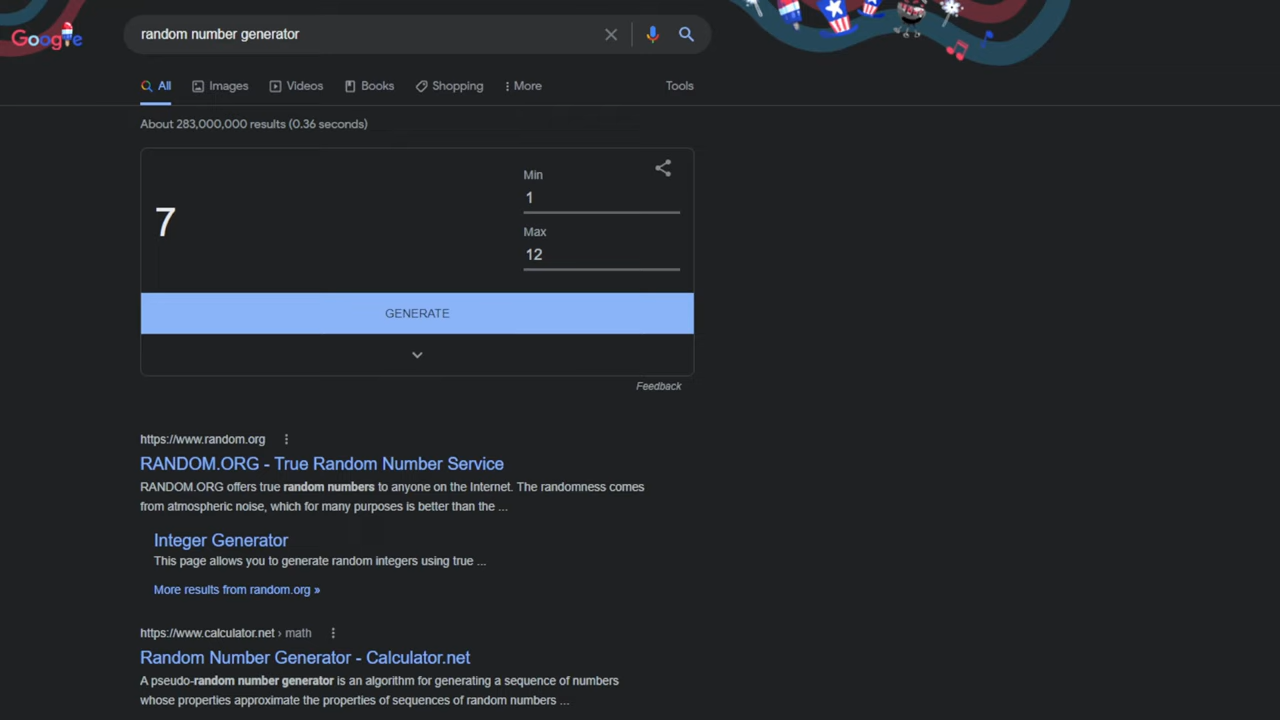 Google
random number generator
All Images Videos Books Shopping More Tools
About 283,000,000 results (0.36 seconds)
7
Min
1
Max
12
GENERATE
Feedback
https://www.random.org
RANDOM.ORG - True Random Number Service
RANDOM.ORG offers true random numbers to anyone on the Internet. The randomness comes
from atmospheric noise, which for many purposes is better than the ...
Integer Generator
This page allows you to generate random integers using true ...
More results from random.org »
https://www.calculator.net › math
Random Number Generator - Calculator.net
A pseudo-random number generator is an algorithm for generating a sequence of numbers
whose properties approximate the properties of sequences of random numbers ...